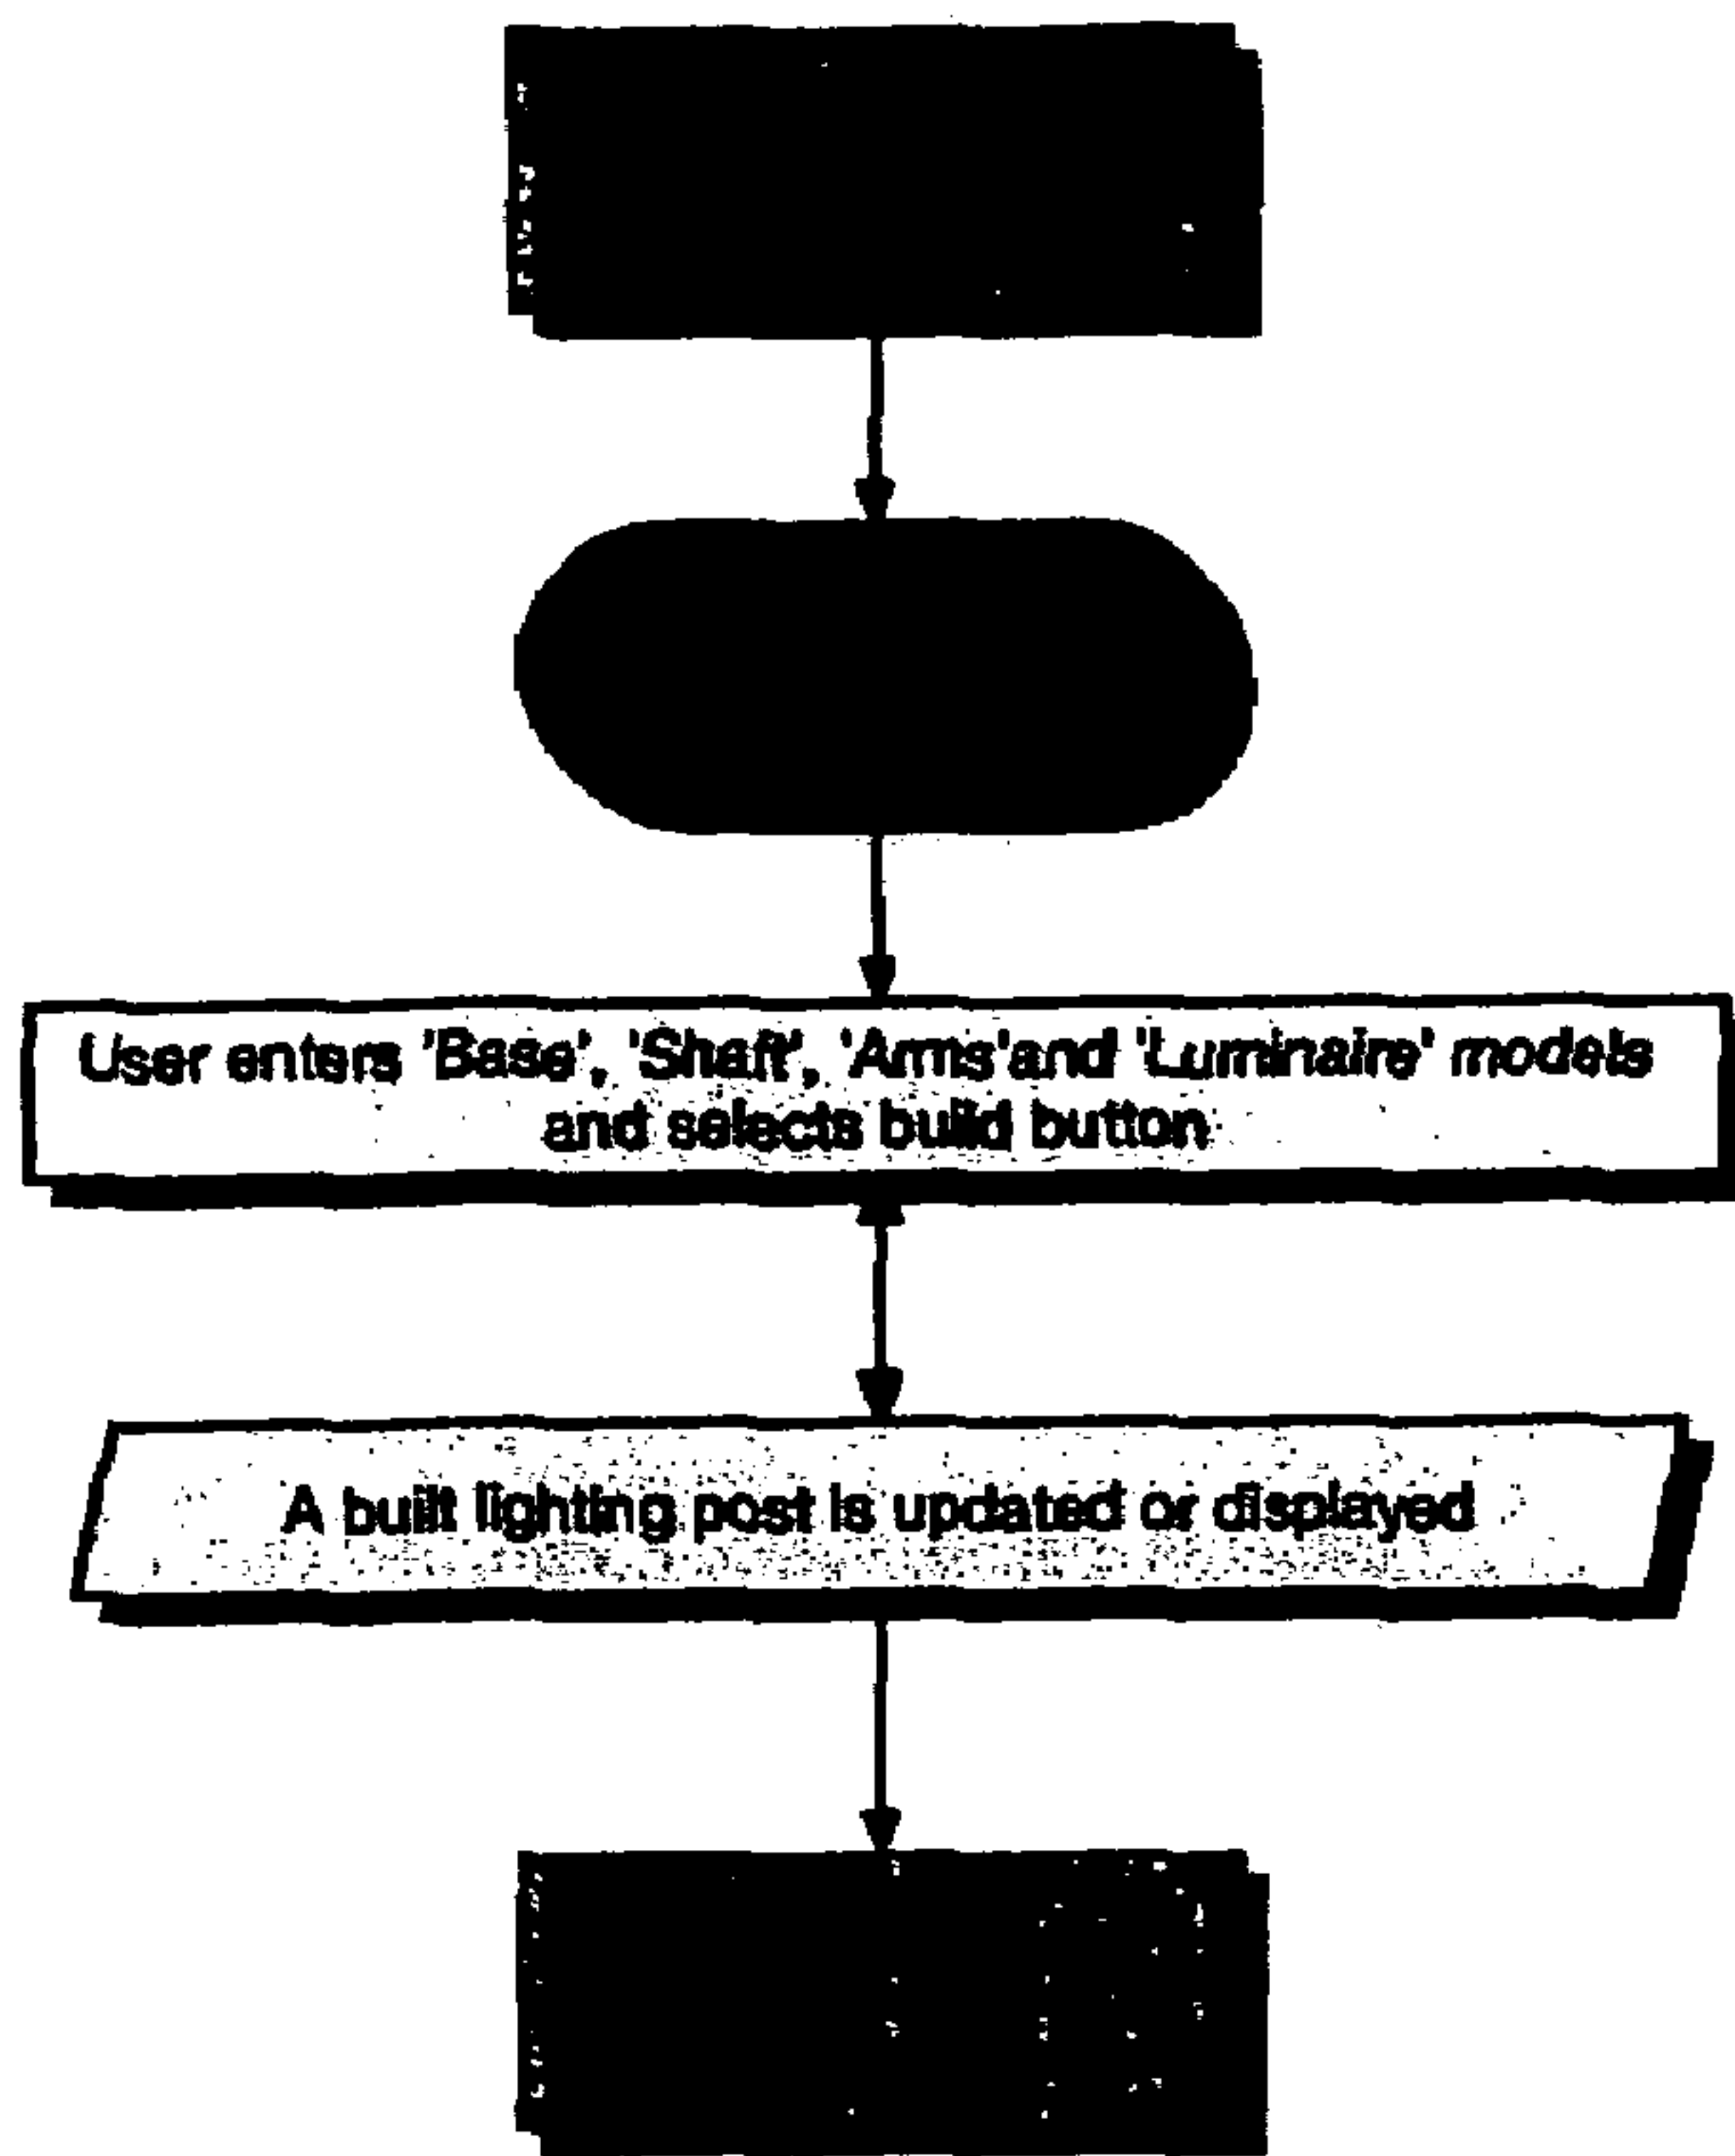 User enters 'Base', 'Shaft', 'Arms' and 'Luminaire' models
and selects build button
A built lighting post is updated or displayed